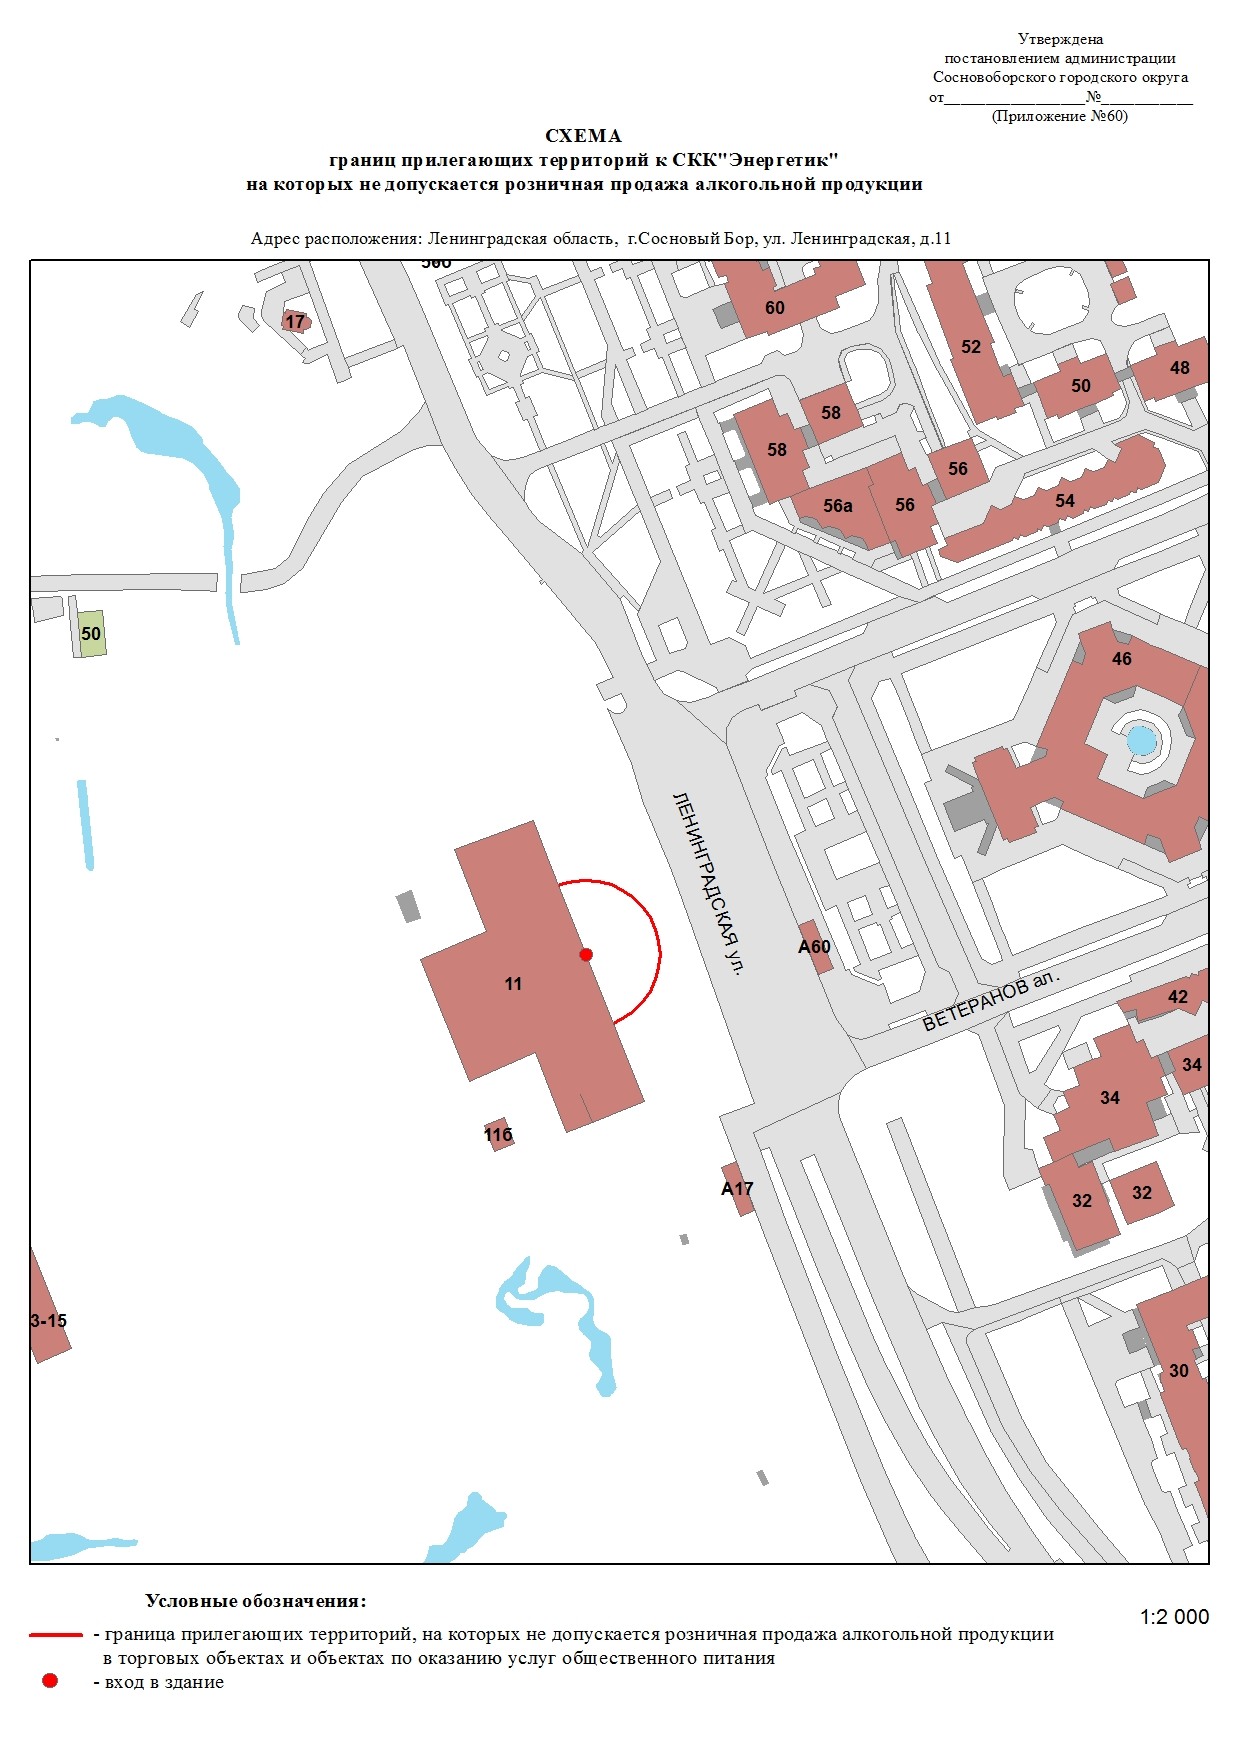 Утверждена
постановлением администрации
Сосновоборского городского округа
от_________________№___________
(Приложение №60)
СХЕМА
границ прилегающих территорий к СКК"Энергетик"
на которых не допускается розничная продажа алкогольной продукции
Адрес расположения: Ленинградская область, г.Сосновый Бор, ул. Ленинградская, д.11
17
60
52
50
48
58
58
56
56а
56
54
50
46
ЛЕНИНГРАДСКАЯ ул.
А60
11
ВЕТЕРАНОВ ал.
42
34
34
11б
А17
32
32
3-15
30
Условные обозначения:
1:2 000
- граница прилегающих территорий, на которых не допускается розничная продажа алкогольной продукции
в торговых объектах и объектах по оказанию услуг общественного питания
- вход в здание